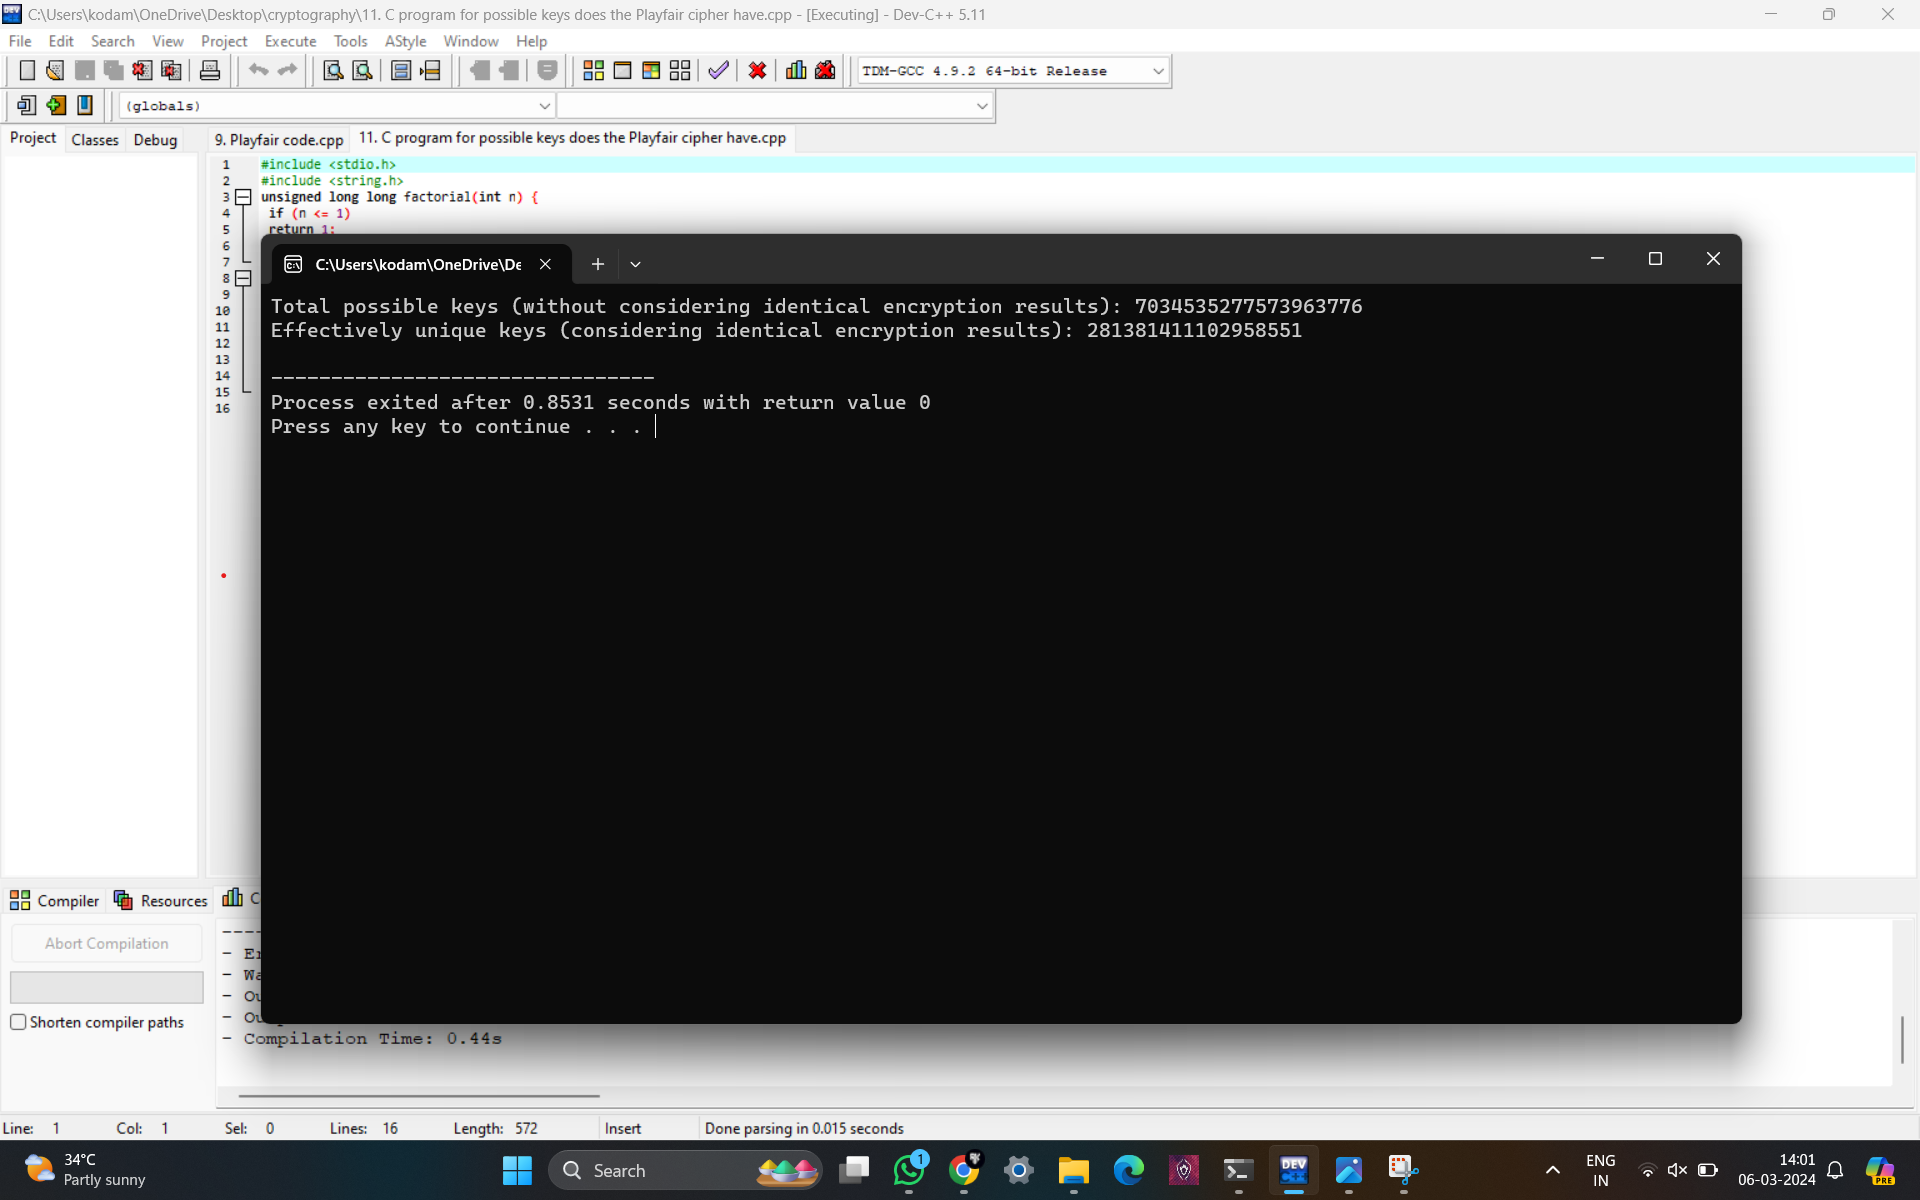 C:\Users\kodam\OneDrive\Desktop\cryptography\11. C program for possible keys does the Playfair cipher have.cpp - [Executing] - Dev-C++ 5.11
File Edit Search View Project Execute Tools AStyle Window Help
TDM-GCC 4.9.2 64-bit Release
(globals)
Project Classes Debug
9. Playfair code.cpp 11. C program for possible keys does the Playfair cipher have.cpp
1 #include <stdio.h>
2 #include <string.h>
3 unsigned long long factorial(int n) {
4 if (n <= 1)
5 return 1;
6
7
8
9
10
11
12
13
14
15
16
C:\Users\kodam\OneDrive\De
Total possible keys (without considering identical encryption results): 7034535277573963776
Effectively unique keys (considering identical encryption results): 281381411102958551
--------------------------------
Process exited after 0.8531 seconds with return value 0
Press any key to continue . . .
Compiler Resources
Abort Compilation
Shorten compiler paths
- Compilation Time: 0.44s
Line: 1 Col: 1 Sel: 0 Lines: 16 Length: 572 Insert Done parsing in 0.015 seconds
34°C
Partly sunny
Search
1
DEV
C++
ENG
IN
14:01
06-03-2024
PRE